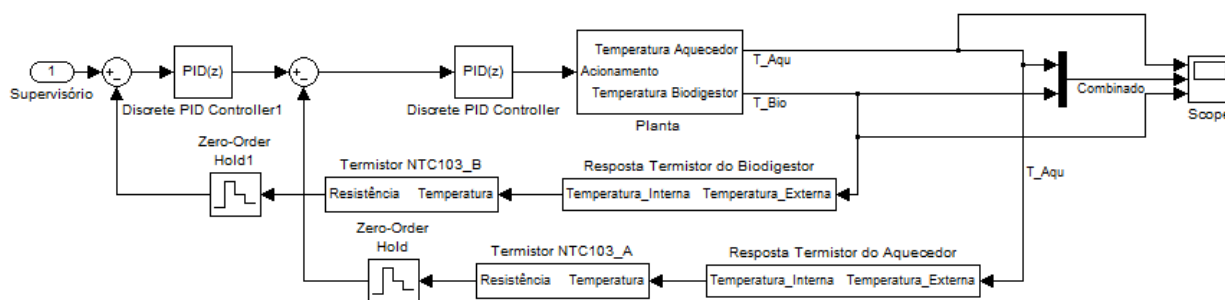 1
Supervisório
PID(z)
Discrete PID Controller1
PID(z)
Discrete PID Controller
Temperatura Aquecedor
Acionamento
Temperatura Biodigestor
Planta
T_Aqu
T_Bio
Combinado
Scope
Zero-Order
Hold1
Termistor NTC103_B
Resistência Temperatura
Resposta Termistor do Biodigestor
Temperatura_Interna Temperatura_Externa
T_Aqu
Zero-Order
Hold
Termistor NTC103_A
Resistência Temperatura
Resposta Termistor do Aquecedor
Temperatura_Interna Temperatura_Externa